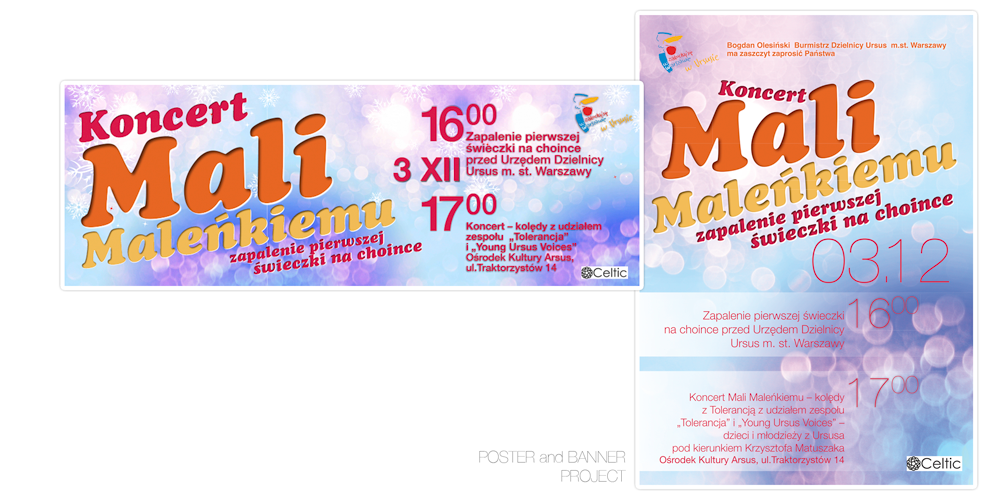 Koncert
Mali
Maleńkiemu
zapalenie pierwszej
świeczki na choince
16 00
Zapalenie pierwszej
świeczki na choince
3 XII przed Urzędem Dzielnicy
Ursus m. st. Warszawy
17 00
Koncert – kolędy z udziałem
zespołu „Tolerancja”
i „Young Ursus Voices”
Ośrodek Kultury Arsus,
ul.Traktorzystów 14
Celtic
Bogdan Olesiński Burmistrz Dzielnicy Ursus m.st. Warszawy
ma zaszczyt zaprosić Państwa
Koncert
Mali
Maleńkiemu
zapalenie pierwszej
świeczki na choince
03.12
16 00
Zapalenie pierwszej świeczki
na choince przed Urzędem Dzielnicy
Ursus m. st. Warszawy
17 00
Koncert Mali Maleńkiemu – kolędy
z Tolerancją z udziałem zespołu
„Tolerancja” i „Young Ursus Voices” –
dzieci i młodzieży z Ursusa
pod kierunkiem Krzysztofa Matuszaka
Ośrodek Kultury Arsus, ul.Traktorzystów 14
Celtic
POSTER and BANNER
PROJECT